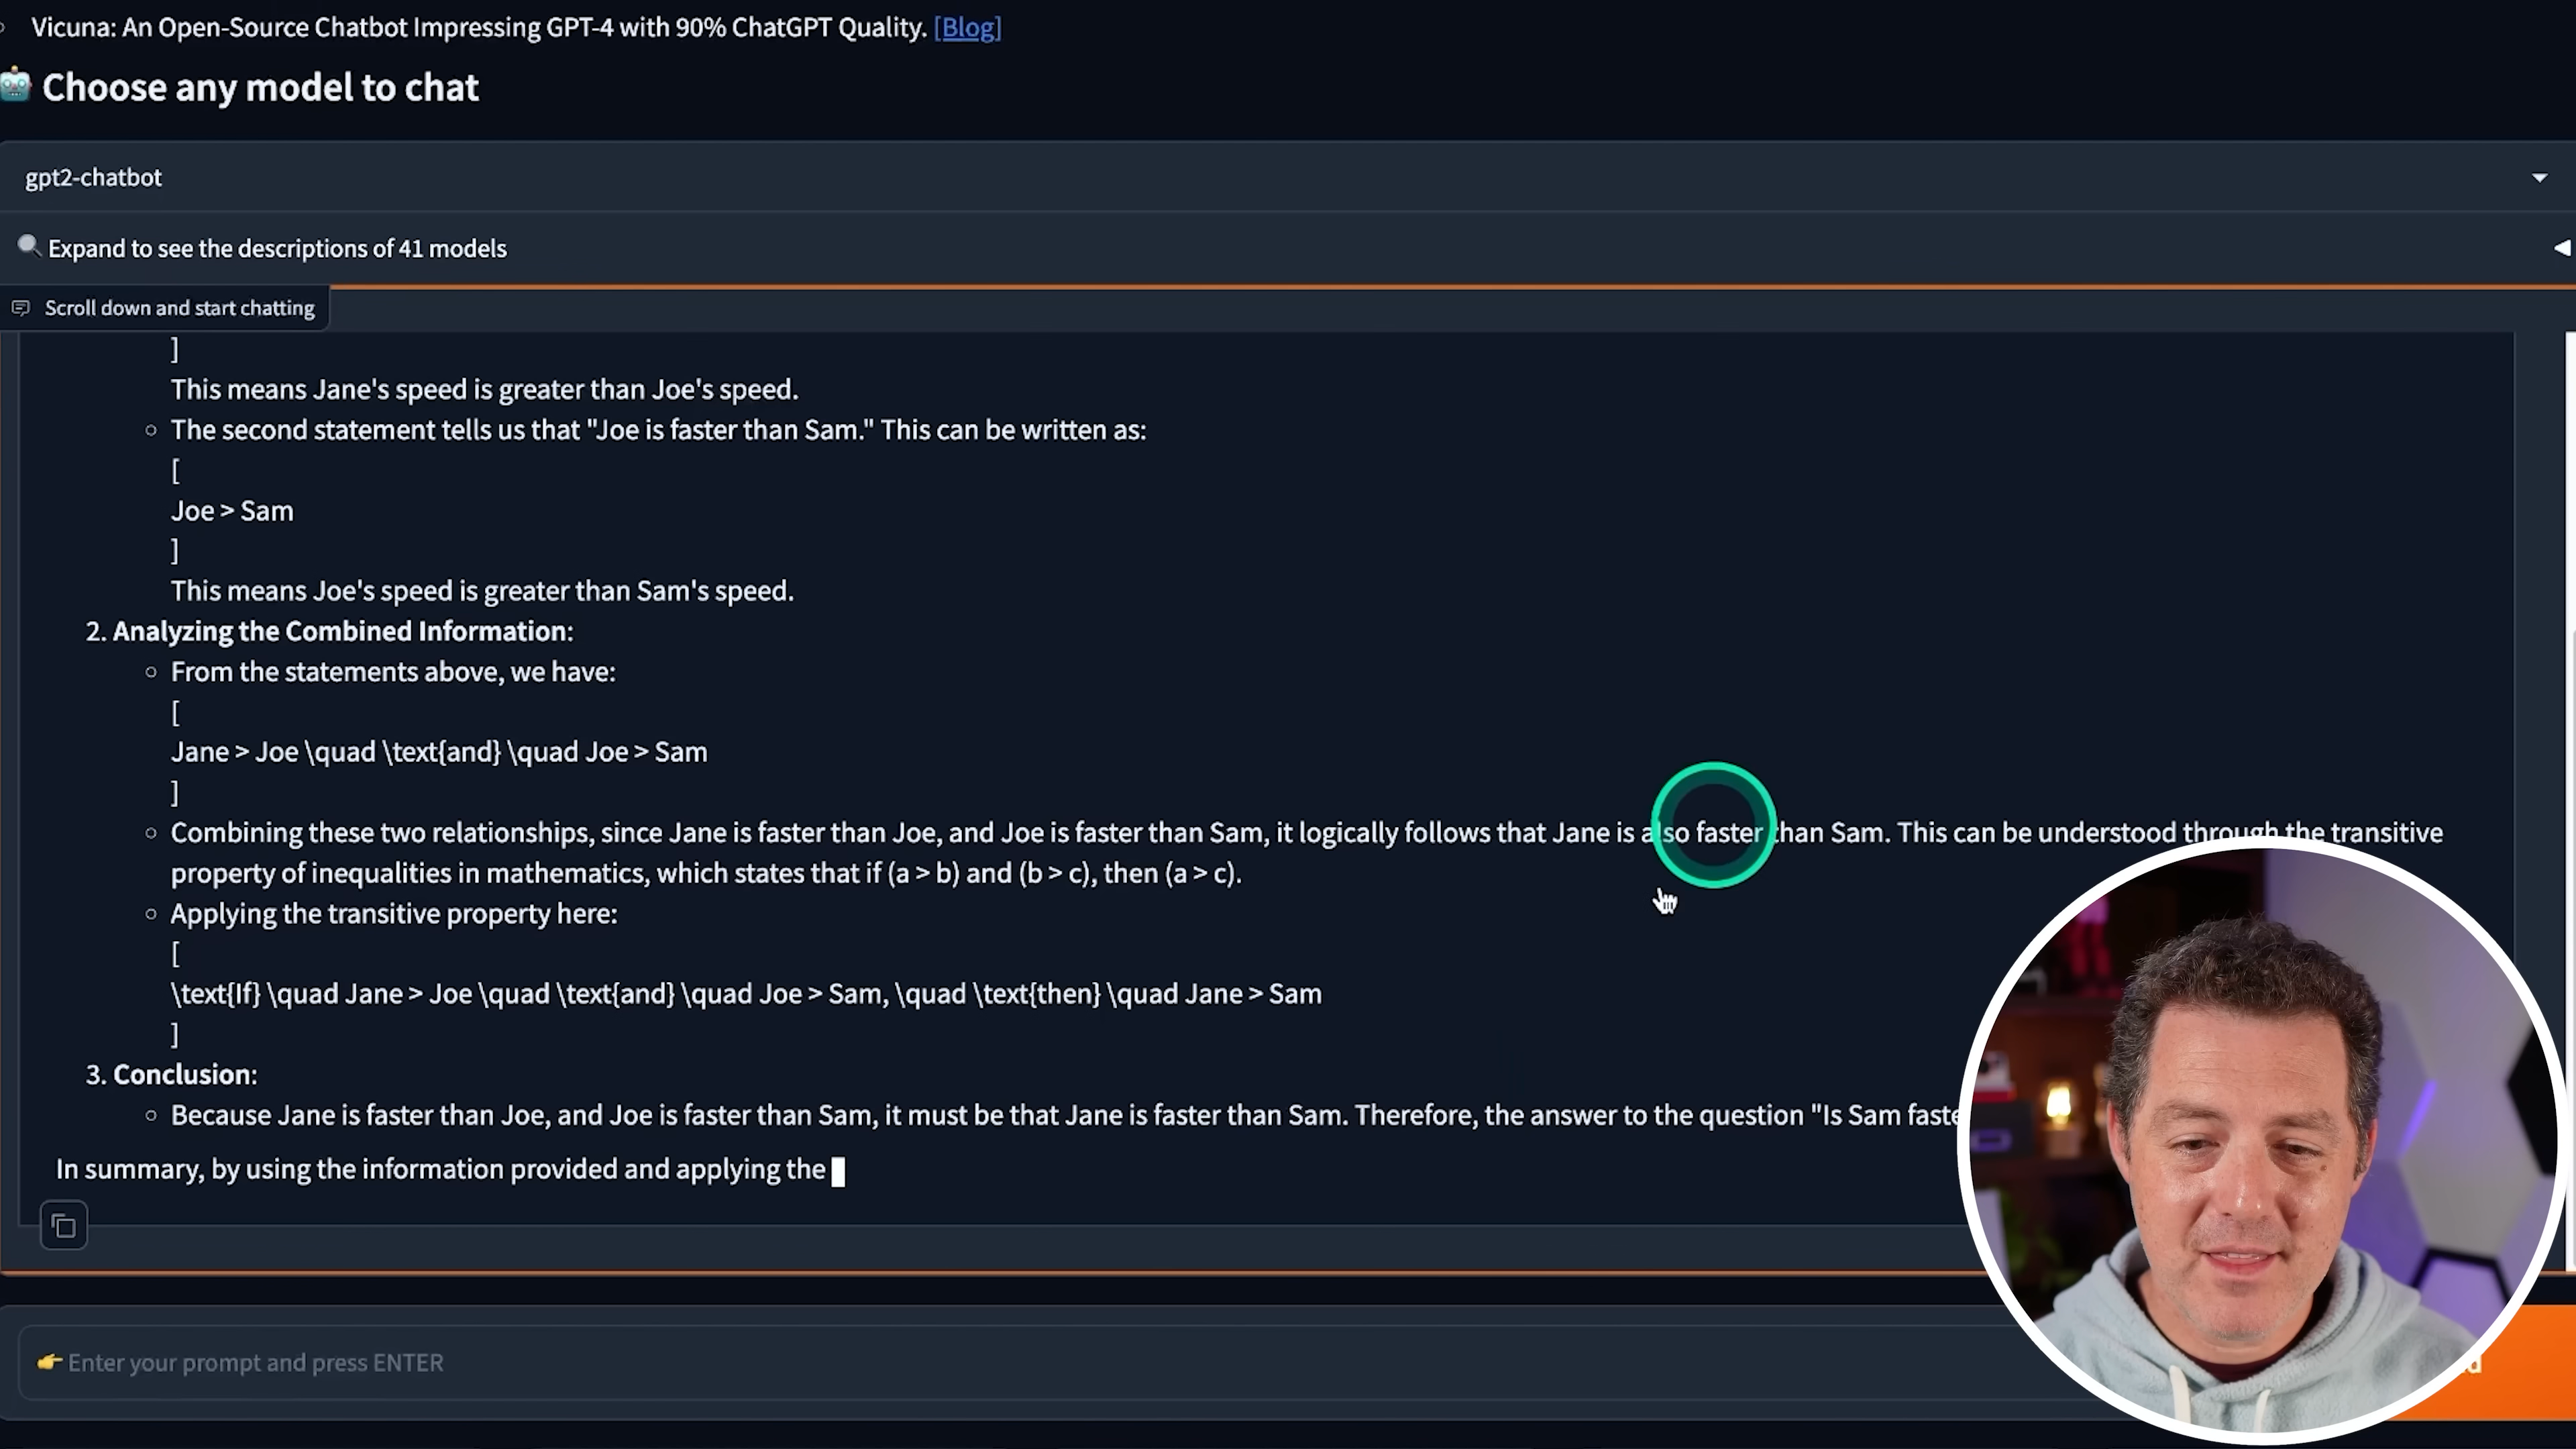 Vicuna: An Open-Source Chatbot Impressing GPT-4 with 90% ChatGPT Quality. [Blog]
🤖 Choose any model to chat
gpt2-chatbot
🔍 Expand to see the descriptions of 41 models
Scroll down and start chatting
]
This means Jane's speed is greater than Joe's speed.
The second statement tells us that "Joe is faster than Sam." This can be written as:
[
Joe > Sam
]
This means Joe's speed is greater than Sam's speed.
2. Analyzing the Combined Information:
From the statements above, we have:
[
Jane > Joe \quad \text{and} \quad Joe > Sam
]
Combining these two relationships, since Jane is faster than Joe, and Joe is faster than Sam, it logically follows that Jane is also faster than Sam. This can be understood through the transitive
property of inequalities in mathematics, which states that if (a > b) and (b > c), then (a > c).
Applying the transitive property here:
[
\text{If} \quad Jane > Joe \quad \text{and} \quad Joe > Sam, \quad \text{then} \quad Jane > Sam
]
3. Conclusion:
Because Jane is faster than Joe, and Joe is faster than Sam, it must be that Jane is faster than Sam. Therefore, the answer to the question "Is Sam faste
In summary, by using the information provided and applying the
👉 Enter your prompt and press ENTER